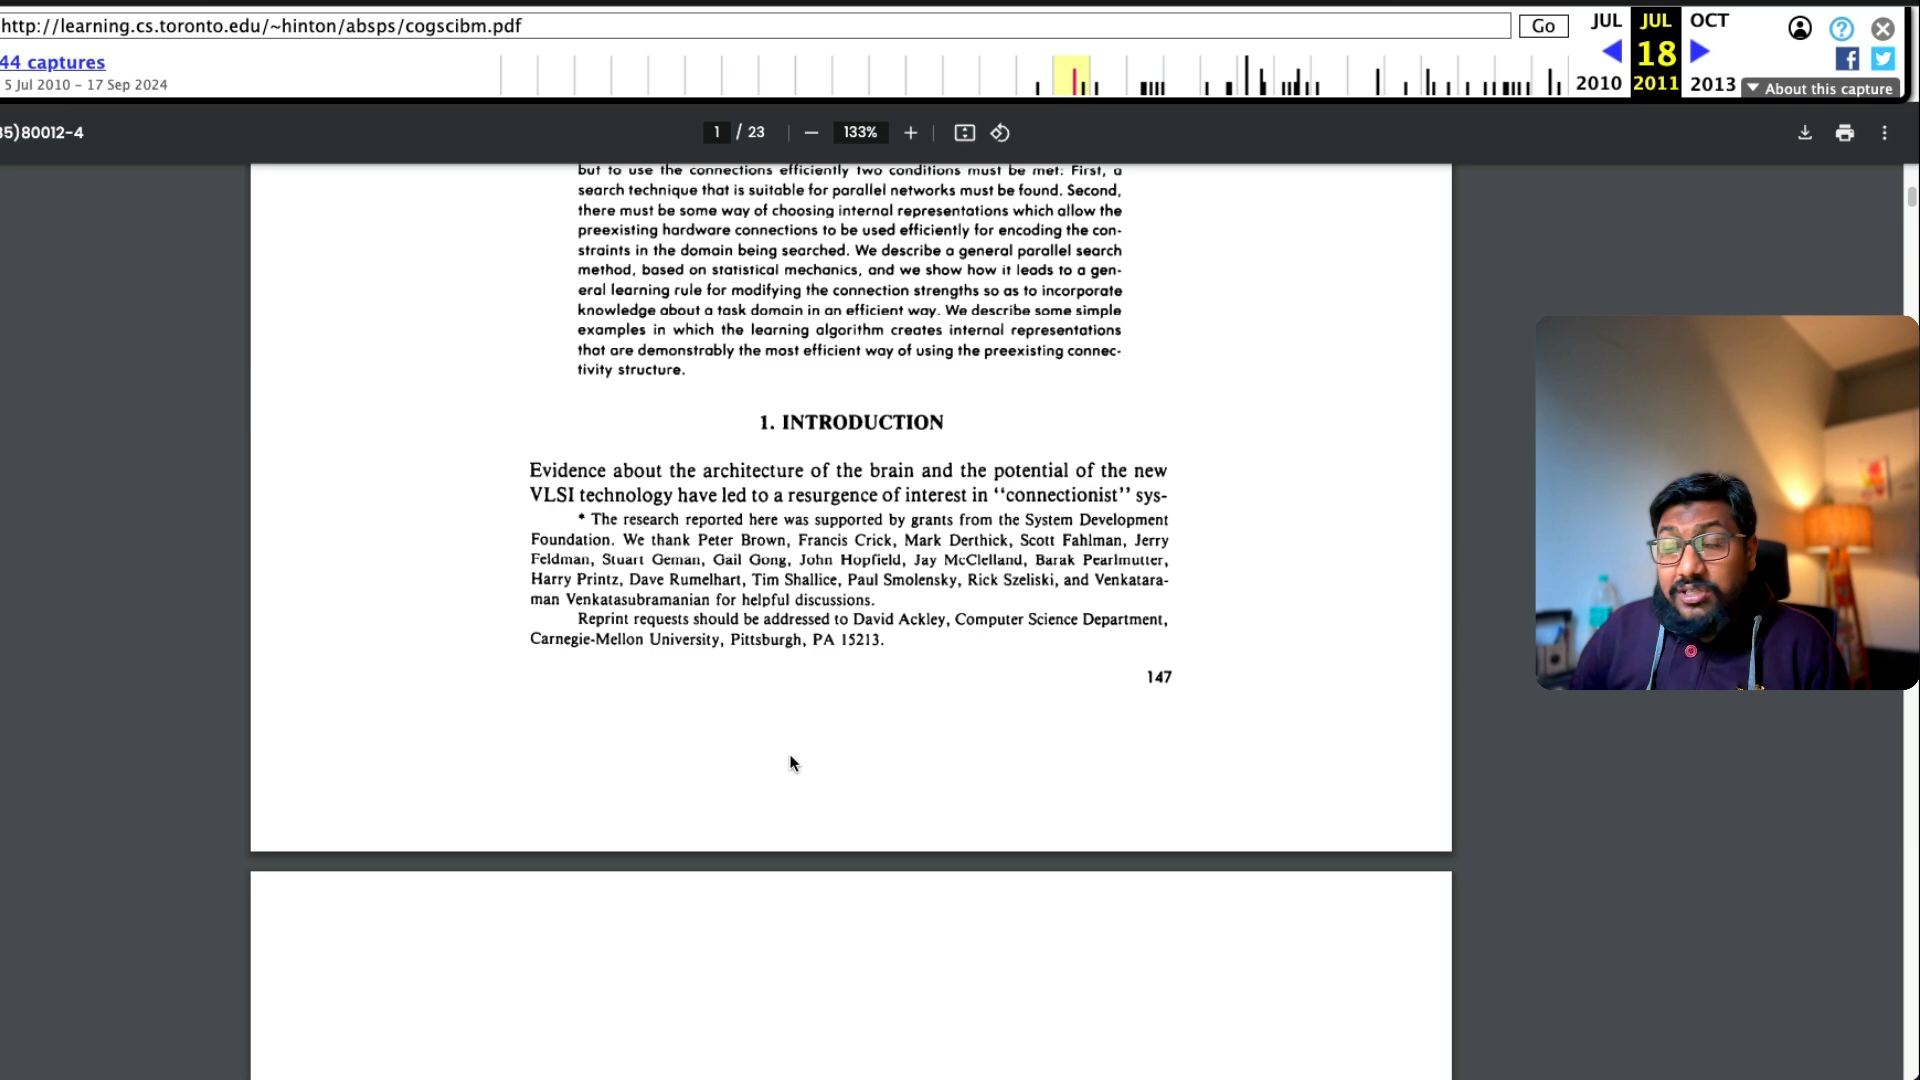 http://learning.cs.toronto.edu/~hinton/absps/cogscibm.pdf
Go
JUL
JUL
OCT
44 captures
18
5 Jul 2010 – 17 Sep 2024
2010
2011
2013
About this capture
35)80012-4
1 / 23
133%
but to use the connections efficiently two conditions must be met: First, a
search technique that is suitable for parallel networks must be found. Second,
there must be some way of choosing internal representations which allow the
preexisting hardware connections to be used efficiently for encoding the con-
straints in the domain being searched. We describe a general parallel search
method, based on statistical mechanics, and we show how it leads to a gen-
eral learning rule for modifying the connection strengths so as to incorporate
knowledge about a task domain in an efficient way. We describe some simple
examples in which the learning algorithm creates internal representations
that are demonstrably the most efficient way of using the preexisting connec-
tivity structure.
1. INTRODUCTION
Evidence about the architecture of the brain and the potential of the new
VLSI technology have led to a resurgence of interest in ‘‘connectionist’’ sys-
* The research reported here was supported by grants from the System Development
Foundation. We thank Peter Brown, Francis Crick, Mark Derthick, Scott Fahlman, Jerry
Feldman, Stuart Geman, Gail Gong, John Hopfield, Jay McClelland, Barak Pearlmutter,
Harry Printz, Dave Rumelhart, Tim Shallice, Paul Smolensky, Rick Szeliski, and Venkatara-
man Venkatasubramanian for helpful discussions.
Reprint requests should be addressed to David Ackley, Computer Science Department,
Carnegie-Mellon University, Pittsburgh, PA 15213.
147